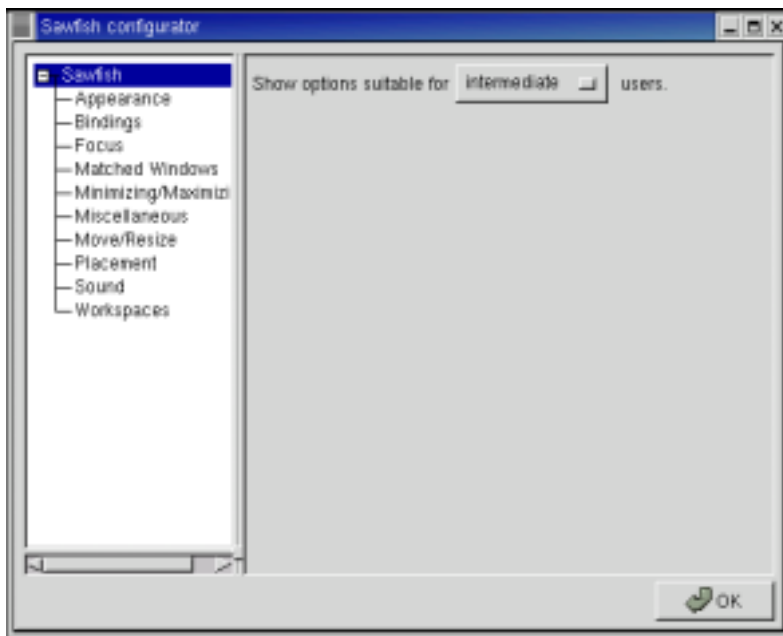 Sawfish configurator
Sawfish
Appearance
Bindings
Focus
Matched Windows
Minimizing/Maximizi
Miscellaneous
Move/Resize
Placement
Sound
Workspaces
Show options suitable for intermediate users.
OK